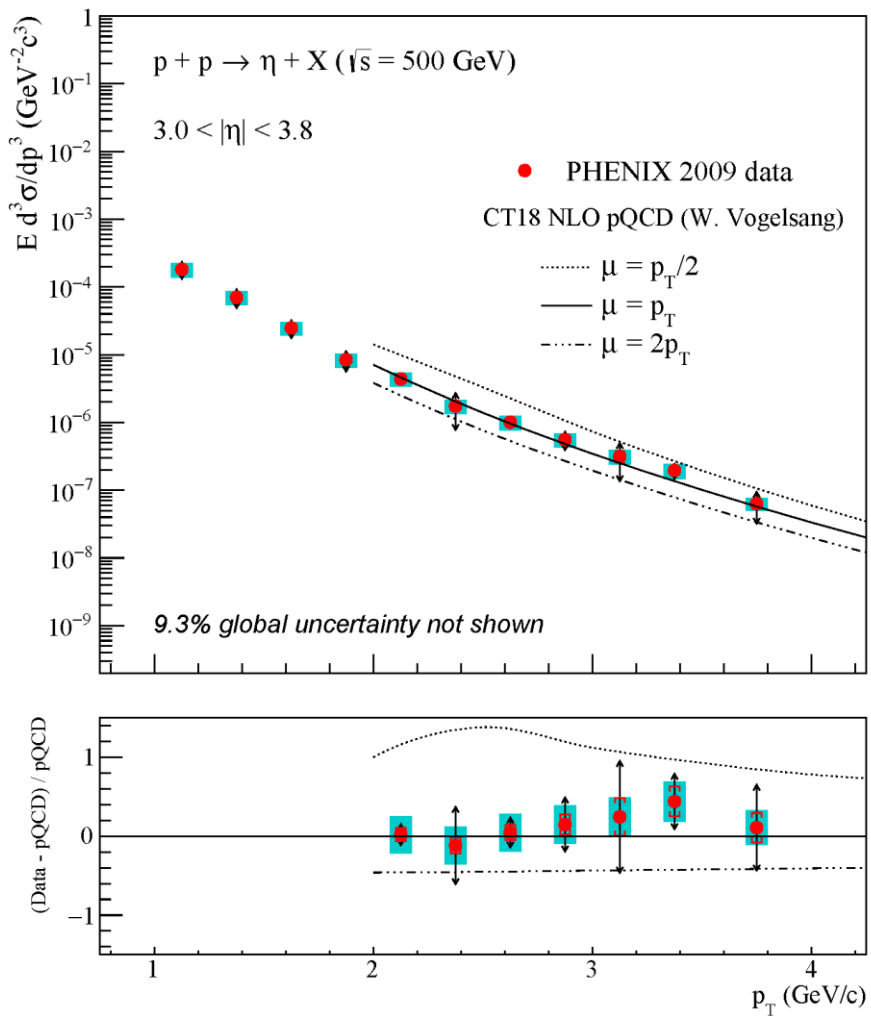 E d³σ/dp³ (GeV⁻²c³)
1
10⁻¹
10⁻²
10⁻³
10⁻⁴
10⁻⁵
10⁻⁶
10⁻⁷
10⁻⁸
10⁻⁹
p + p → η + X (√s = 500 GeV)
3.0 < |η| < 3.8
PHENIX 2009 data
CT18 NLO pQCD (W. Vogelsang)
μ = p_T/2
μ = p_T
μ = 2p_T
9.3% global uncertainty not shown
(Data - pQCD) / pQCD
1
0
−1
1 2 3 4
p_T (GeV/c)